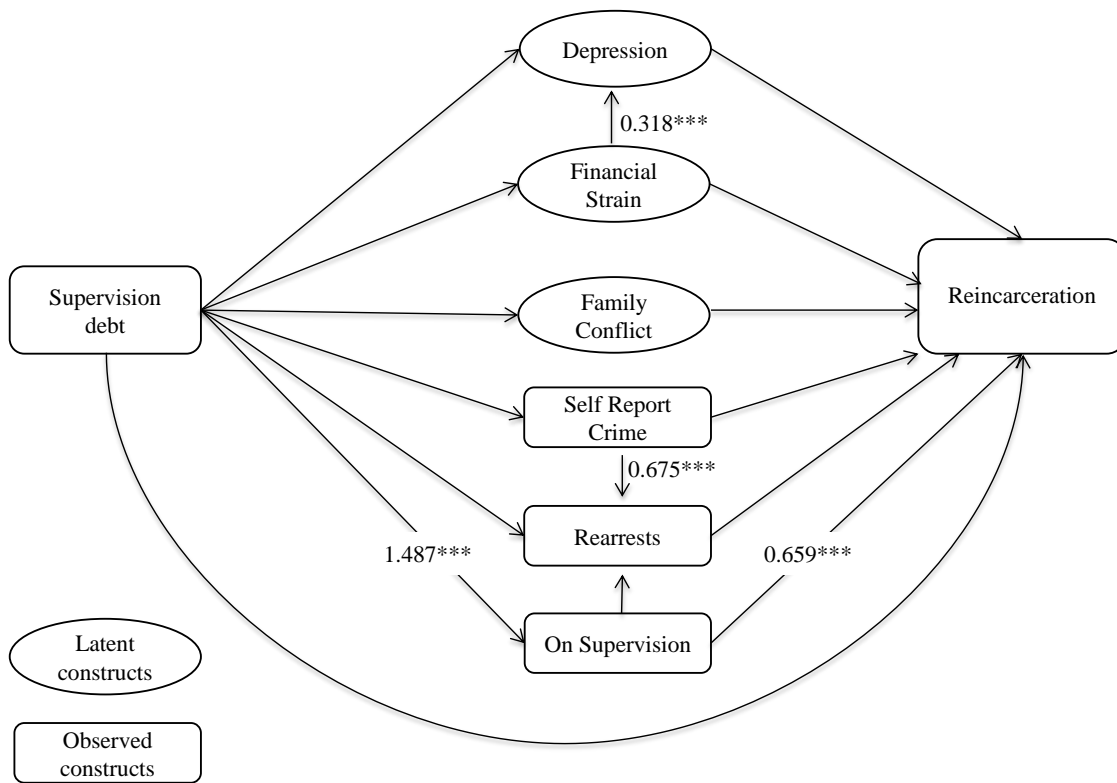 Depression
0.318***
Financial
Strain
Supervision
debt
Family
Conflict
Reincarceration
Self Report
Crime
0.675***
Rearrests
1.487***
0.659***
On Supervision
Latent
constructs
Observed
constructs